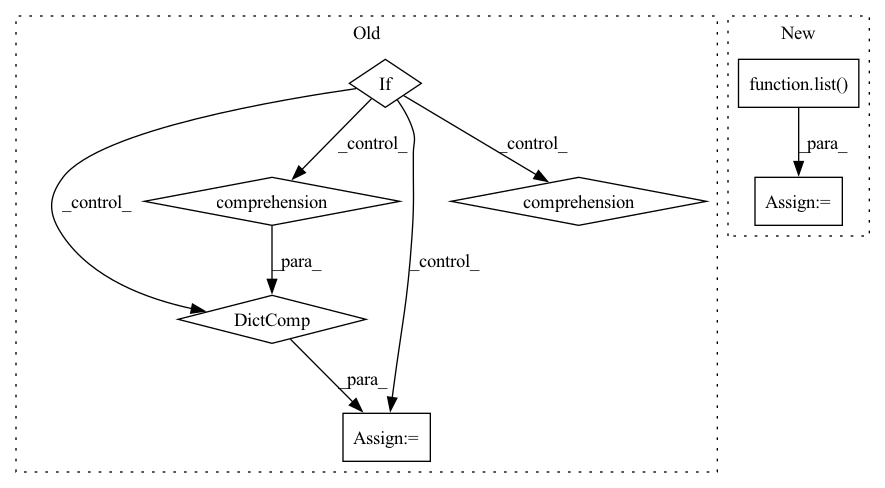 Old
New
If
function.list()
_control_
_control_
_para_
_control_
comprehension
comprehension
Assign:=
_para_
_control_
DictComp
_para_
Assign:=